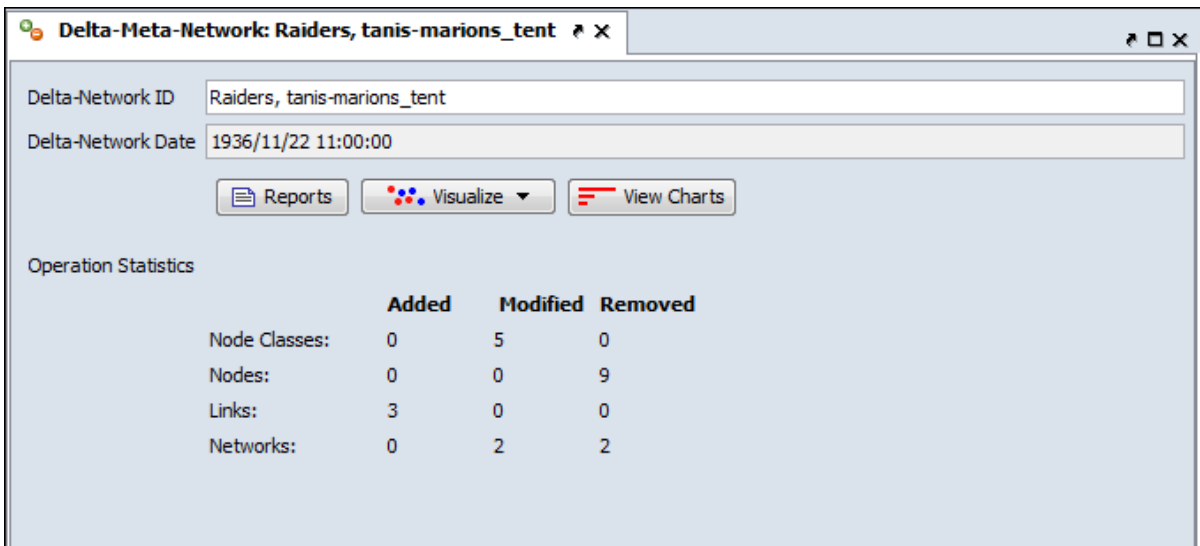 Delta-Meta-Network: Raiders, tanis-marions_tent
Delta-Network ID Raiders, tanis-marions_tent
Delta-Network Date 1936/11/22 11:00:00
Reports Visualize View Charts
Operation Statistics
Added Modified Removed
Node Classes: 0 5 0
Nodes: 0 0 9
Links: 3 0 0
Networks: 0 2 2